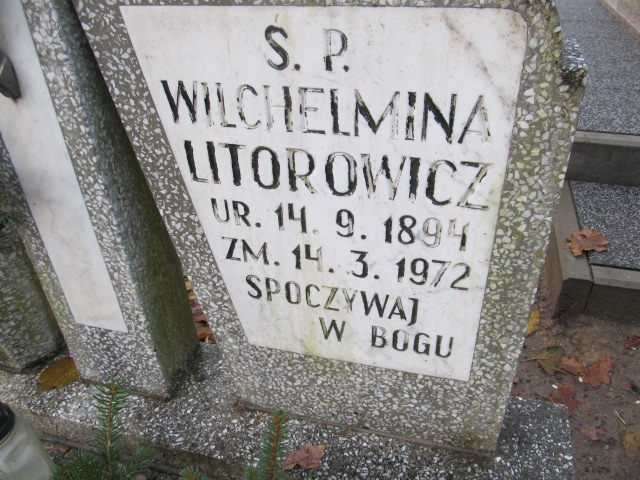 Ś. P.
WILCHELMINA
LITOROWICZ
UR. 14. 9. 1894
ZM. 14. 3. 1972
SPOCZYWAJ
W BOGU